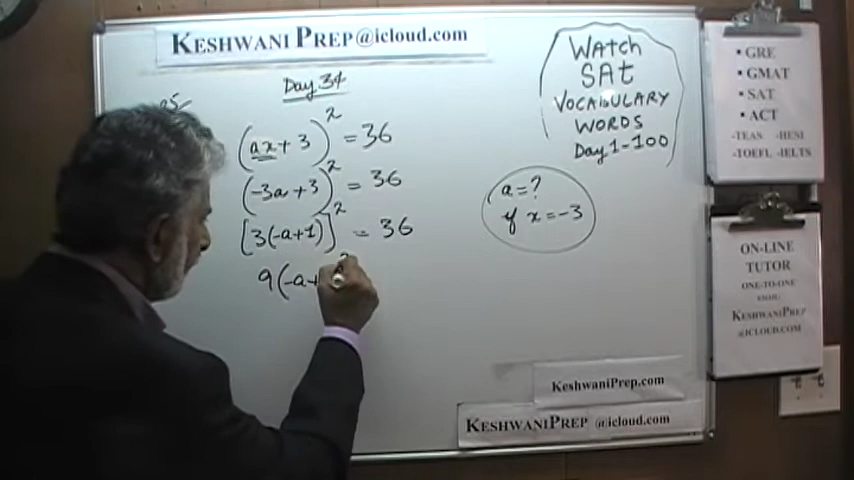 KESHWANI PREP@icloud.com
Day 34
(ax + 3)² = 36
(-3a + 3)² = 36
[3(-a+1)]² = 36
9(-a+
WATCH
SAt
VOCABULARY
WORDS
Day 1-100
a = ?
if x = -3
• GRE
• GMAT
• SAT
• ACT
-TEAS -HESI
-TOEFL -IELTS
ON-LINE
TUTOR
ONE-TO-ONE
KESHWANIPREP
@ICLOUD.COM
KESHWANIPREP.com
KESHWANIPREP @icloud.com